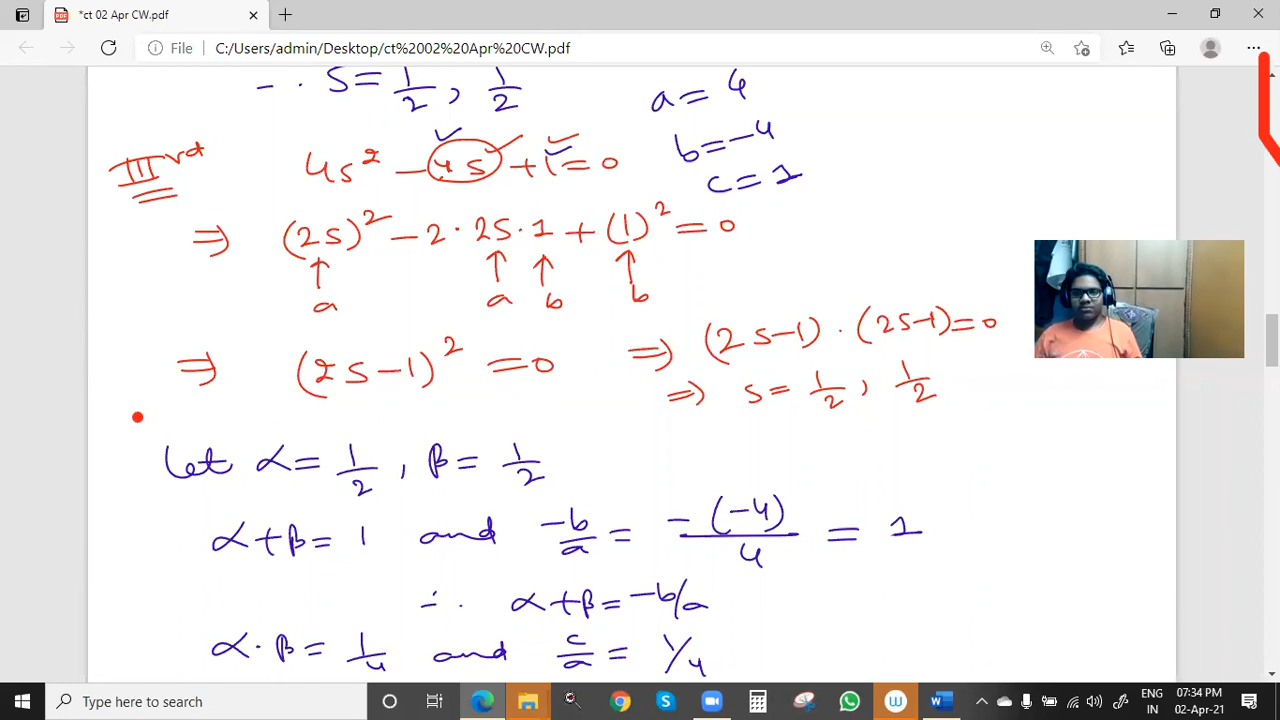 *ct 02 Apr CW.pdf
File C:/Users/admin/Desktop/ct%2002%20Apr%20CW.pdf
∴ s = 1/2, 1/2
a = 4
b = -4
c = 1
IIIrd 4s² - 4s + 1 = 0
⇒ (2s)² - 2·2s·1 + (1)² = 0
↑ ↑ ↑ ↑
a a b b
⇒ (2s-1)² = 0 ⇒ (2s-1)·(2s-1) = 0
⇒ s = 1/2, 1/2
Let α = 1/2, β = 1/2
α+β = 1 and -b/a = -(-4)/4 = 1
∴ α+β = -b/a
α·β = 1/4 and c/a = 1/4
Type here to search
ENG 07:34 PM
IN 02-Apr-21